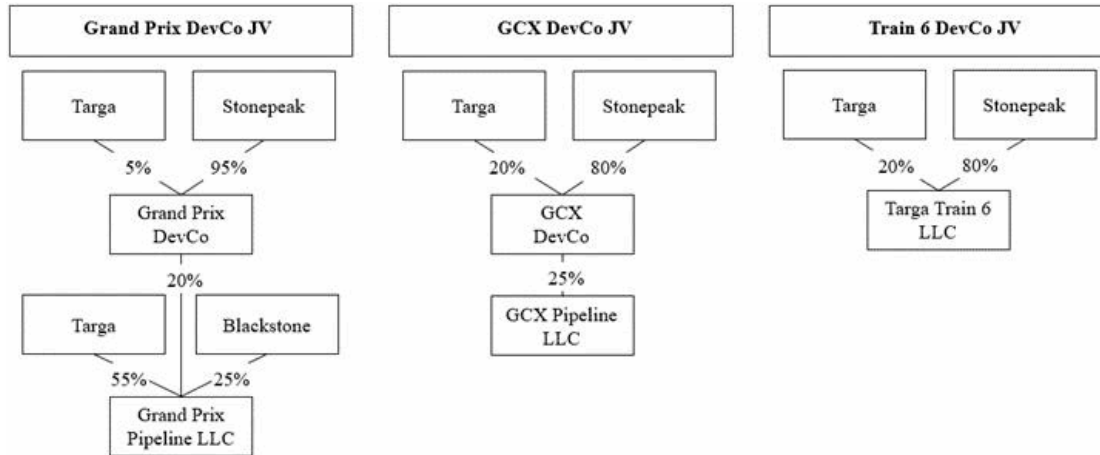 Grand Prix DevCo JV
Targa
Stonepeak
5%
95%
Grand Prix
DevCo
20%
Targa
Blackstone
55%
25%
Grand Prix
Pipeline LLC
GCX DevCo JV
Targa
Stonepeak
20%
80%
GCX
DevCo
25%
GCX Pipeline
LLC
Train 6 DevCo JV
Targa
Stonepeak
20%
80%
Targa Train 6
LLC